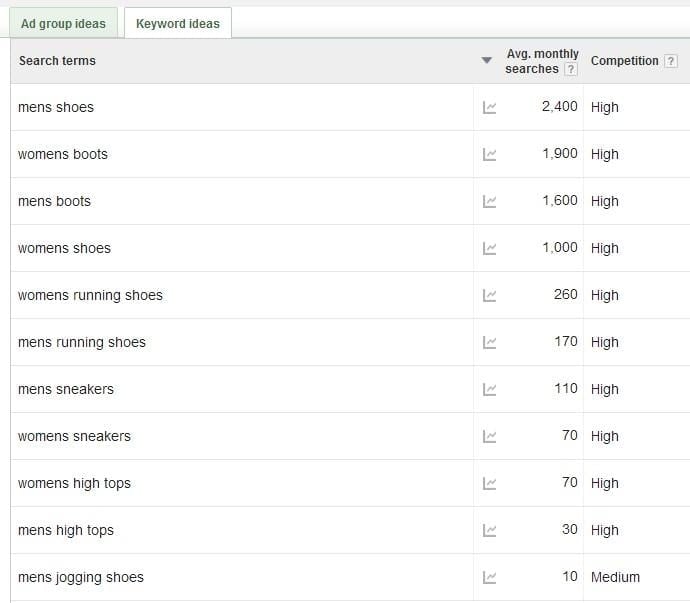 Ad group ideas Keyword ideas
Search terms Avg. monthly searches ? Competition ?
mens shoes 2,400 High
womens boots 1,900 High
mens boots 1,600 High
womens shoes 1,000 High
womens running shoes 260 High
mens running shoes 170 High
mens sneakers 110 High
womens sneakers 70 High
womens high tops 70 High
mens high tops 30 High
mens jogging shoes 10 Medium